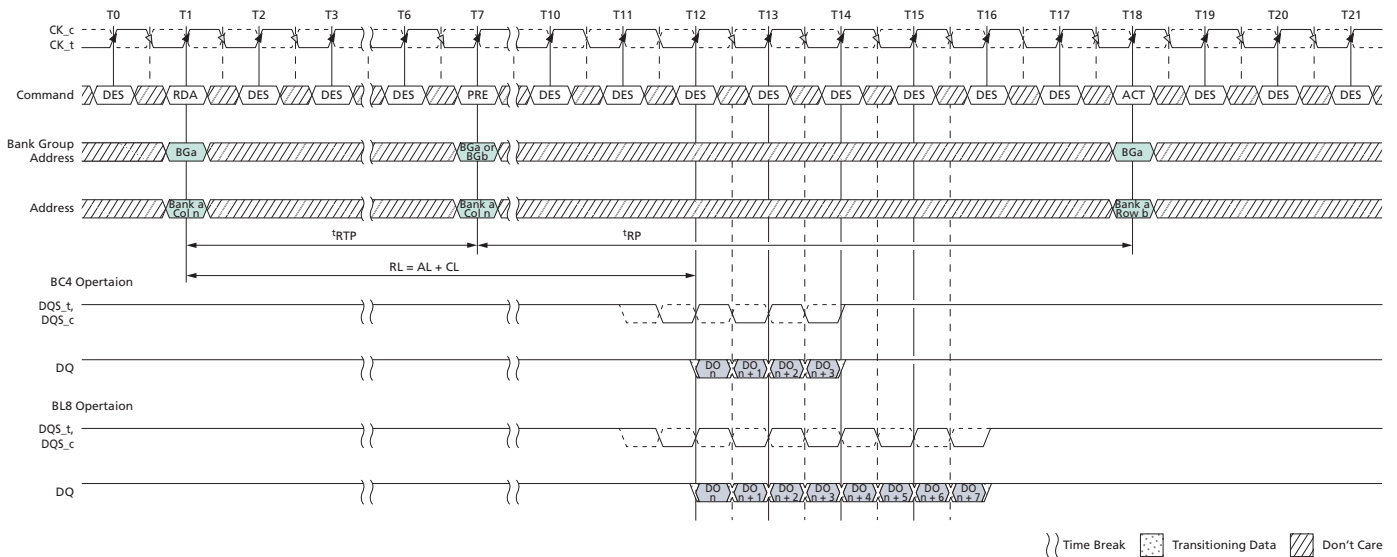 T0 T1 T2 T3 T6 T7 T10 T11 T12 T13 T14 T15 T16 T17 T18 T19 T20 T21
CK_c
CK_t
Command DES RDA DES DES DES PRE DES DES DES DES DES DES DES DES ACT DES DES DES
Bank Group
Address
BGa
BGa or
BGb
BGa
Address
Bank a
Col n
Bank a
Col n
Bank a
Row b
tRTP tRP
RL = AL + CL
BC4 Opertaion
DQS_t,
DQS_c
DQ
DO
n
DO
n + 1
DO
n + 2
DO
n + 3
BL8 Opertaion
DQS_t,
DQS_c
DQ
DO
n
DO
n + 1
DO
n + 2
DO
n + 3
DO
n + 4
DO
n + 5
DO
n + 6
DO
n + 7
Time Break Transitioning Data Don't Care